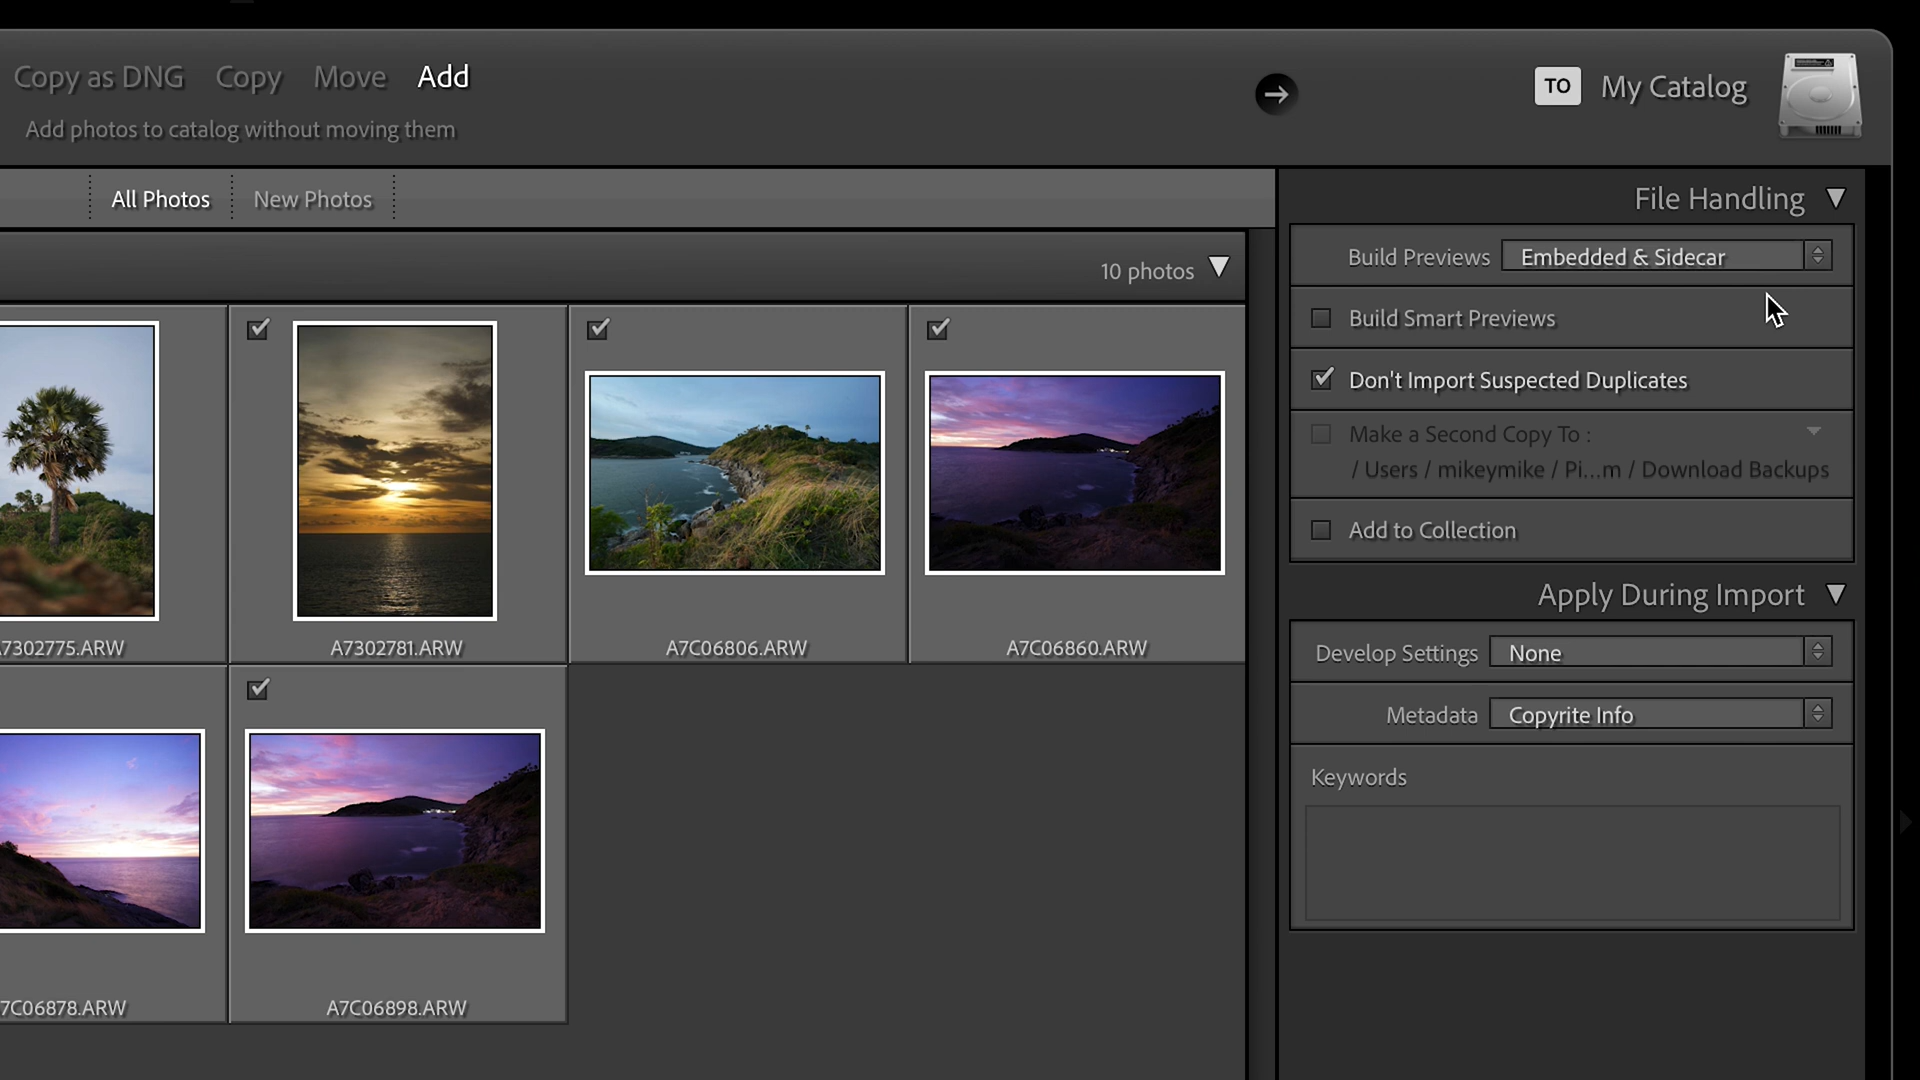 Copy as DNG Copy Move Add
Add photos to catalog without moving them
TO My Catalog
All Photos New Photos
10 photos
7302775.ARW A7302781.ARW A7C06806.ARW A7C06860.ARW
7C06878.ARW A7C06898.ARW
File Handling
Build Previews Embedded & Sidecar
Build Smart Previews
Don't Import Suspected Duplicates
Make a Second Copy To :
/ Users / mikeymike / Pi...m / Download Backups
Add to Collection
Apply During Import
Develop Settings None
Metadata Copyrite Info
Keywords